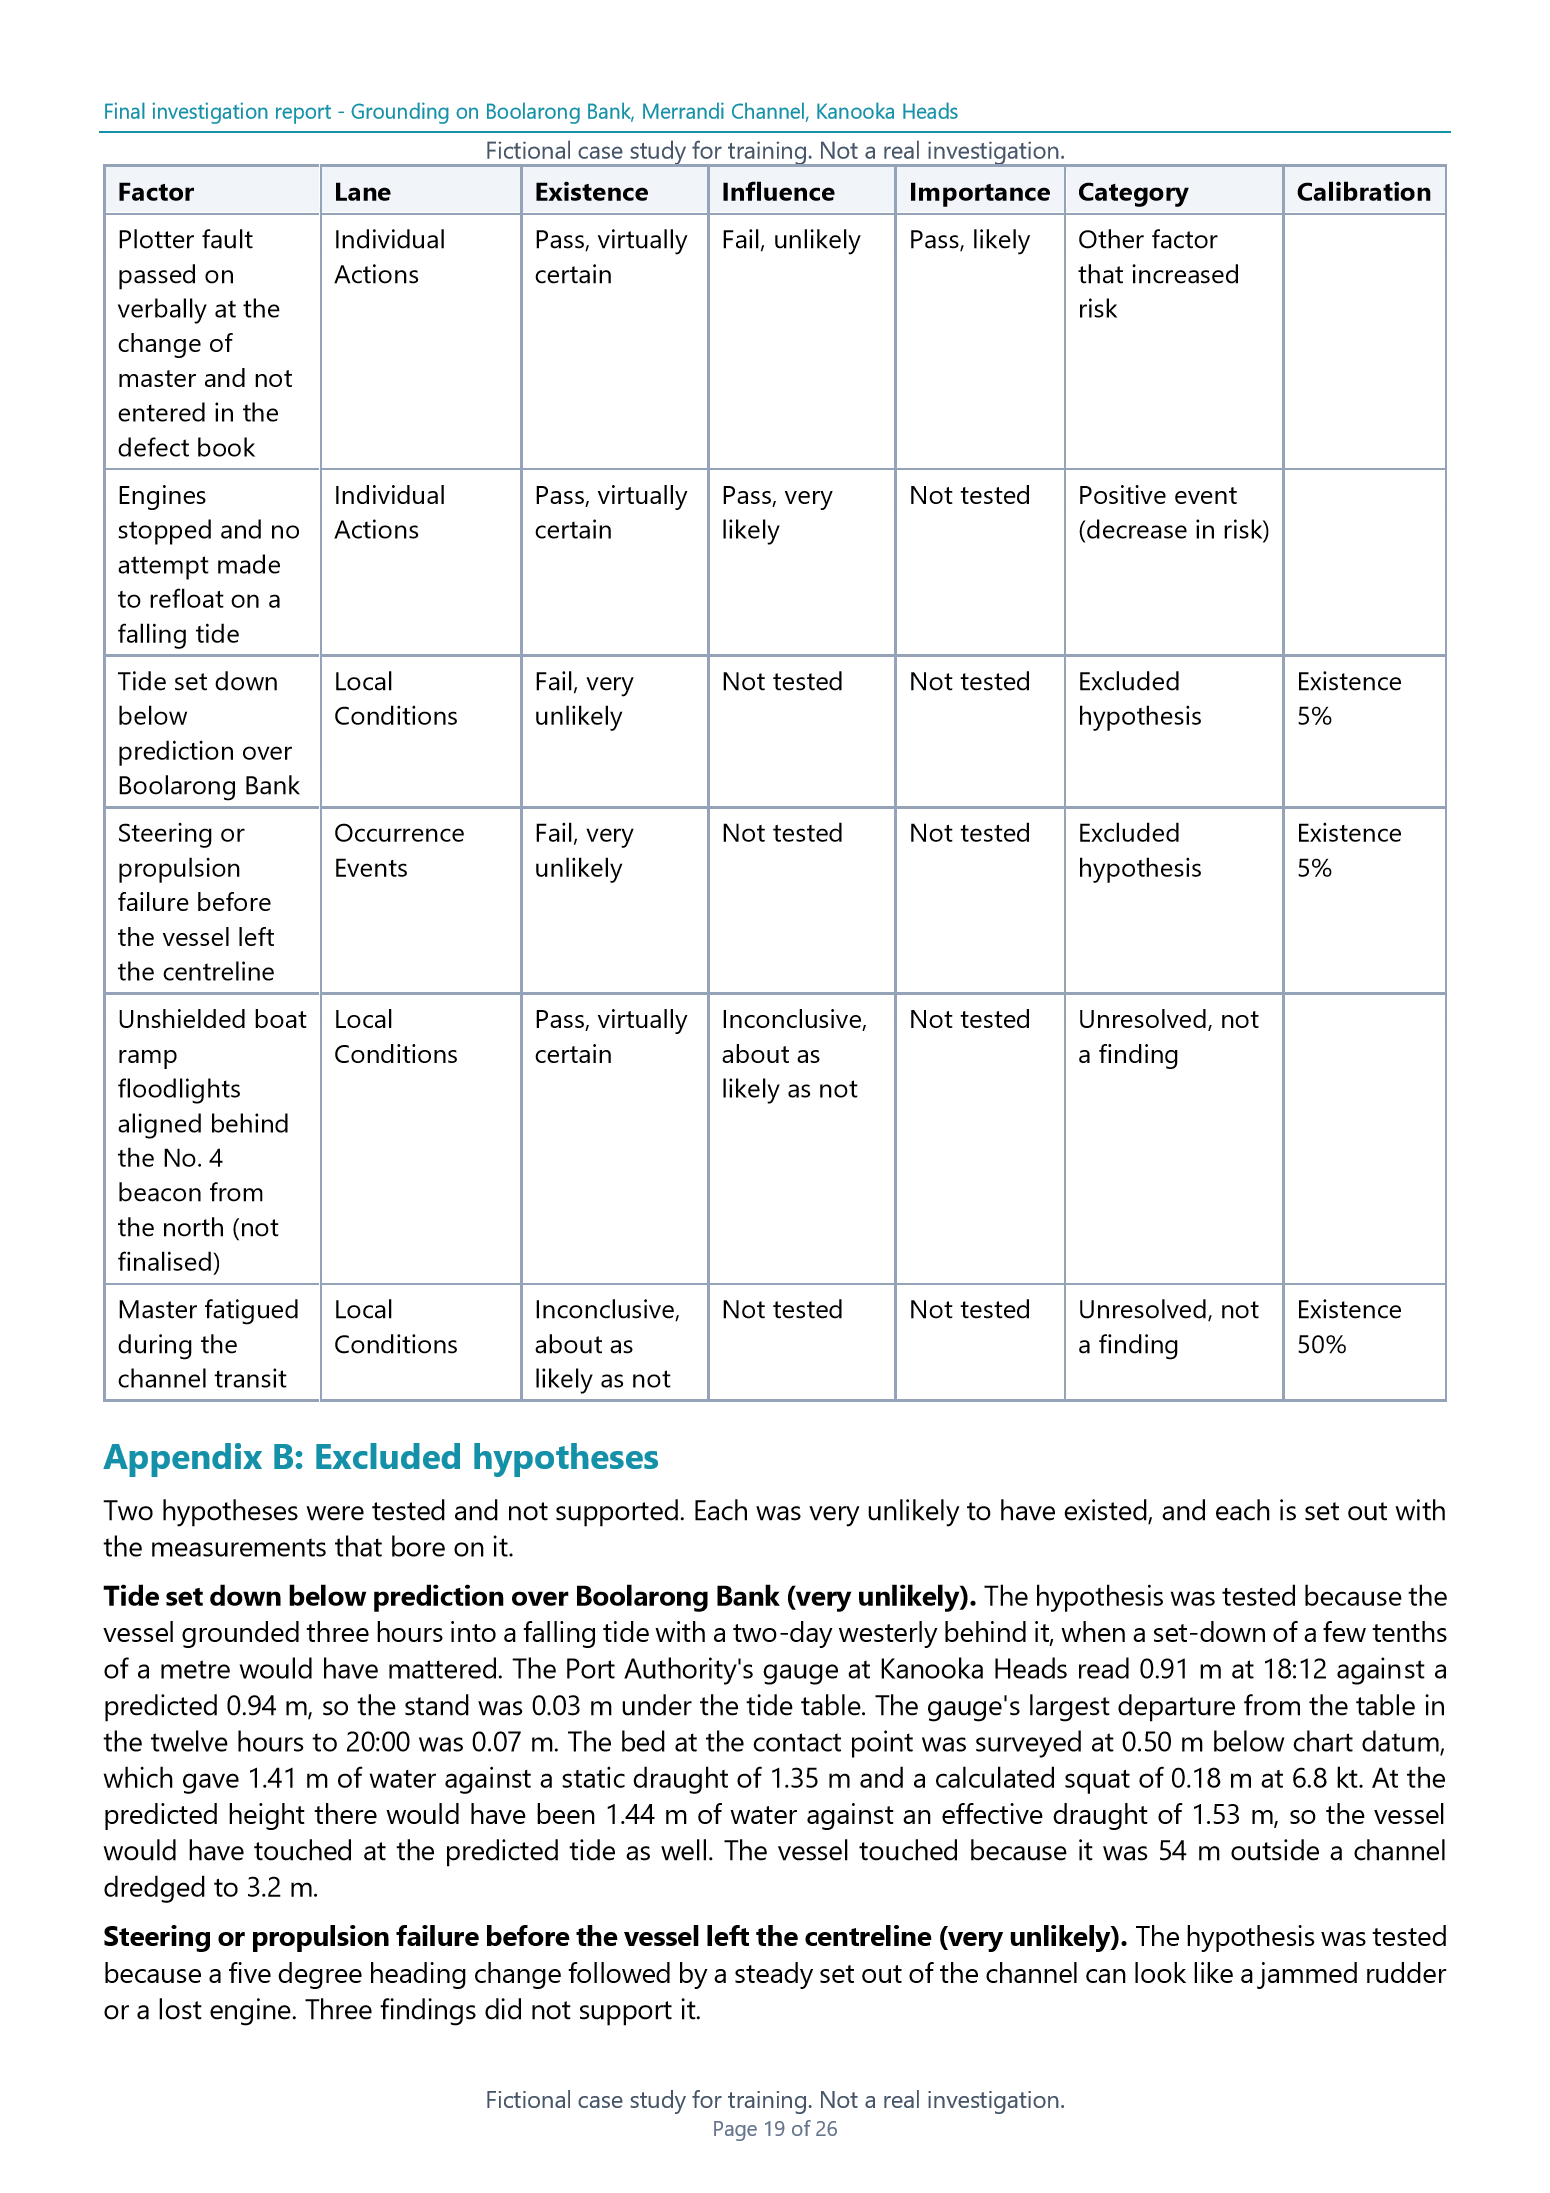 Final investigation report - Grounding on Boolarong Bank, Merrandi Channel, Kanooka Heads
Fictional case study for training. Not a real investigation.
Factor Lane Existence Influence Importance Category Calibration
Plotter fault Individual Pass, virtually Fail, unlikely Pass, likely Other factor
passed on Actions certain that increased
verbally at the risk
change of
master and not
entered in the
defect book
Engines Individual Pass, virtually Pass, very Not tested Positive event
stopped and no Actions certain likely (decrease in risk)
attempt made
to refloat on a
falling tide
Tide set down Local Fail, very Not tested Not tested Excluded Existence
below Conditions unlikely hypothesis 5%
prediction over
Boolarong Bank
Steering or Occurrence Fail, very Not tested Not tested Excluded Existence
propulsion Events unlikely hypothesis 5%
failure before
the vessel left
the centreline
Unshielded boat Local Pass, virtually Inconclusive, Not tested Unresolved, not
ramp Conditions certain about as a finding
floodlights likely as not
aligned behind
the No. 4
beacon from
the north (not
finalised)
Master fatigued Local Inconclusive, Not tested Not tested Unresolved, not Existence
during the Conditions about as a finding 50%
channel transit likely as not
Appendix B: Excluded hypotheses
Two hypotheses were tested and not supported. Each was very unlikely to have existed, and each is set out with
the measurements that bore on it.
Tide set down below prediction over Boolarong Bank (very unlikely). The hypothesis was tested because the
vessel grounded three hours into a falling tide with a two-day westerly behind it, when a set-down of a few tenths
of a metre would have mattered. The Port Authority's gauge at Kanooka Heads read 0.91 m at 18:12 against a
predicted 0.94 m, so the stand was 0.03 m under the tide table. The gauge's largest departure from the table in
the twelve hours to 20:00 was 0.07 m. The bed at the contact point was surveyed at 0.50 m below chart datum,
which gave 1.41 m of water against a static draught of 1.35 m and a calculated squat of 0.18 m at 6.8 kt. At the
predicted height there would have been 1.44 m of water against an effective draught of 1.53 m, so the vessel
would have touched at the predicted tide as well. The vessel touched because it was 54 m outside a channel
dredged to 3.2 m.
Steering or propulsion failure before the vessel left the centreline (very unlikely). The hypothesis was tested
because a five degree heading change followed by a steady set out of the channel can look like a jammed rudder
or a lost engine. Three findings did not support it.
Fictional case study for training. Not a real investigation.
Page 19 of 26